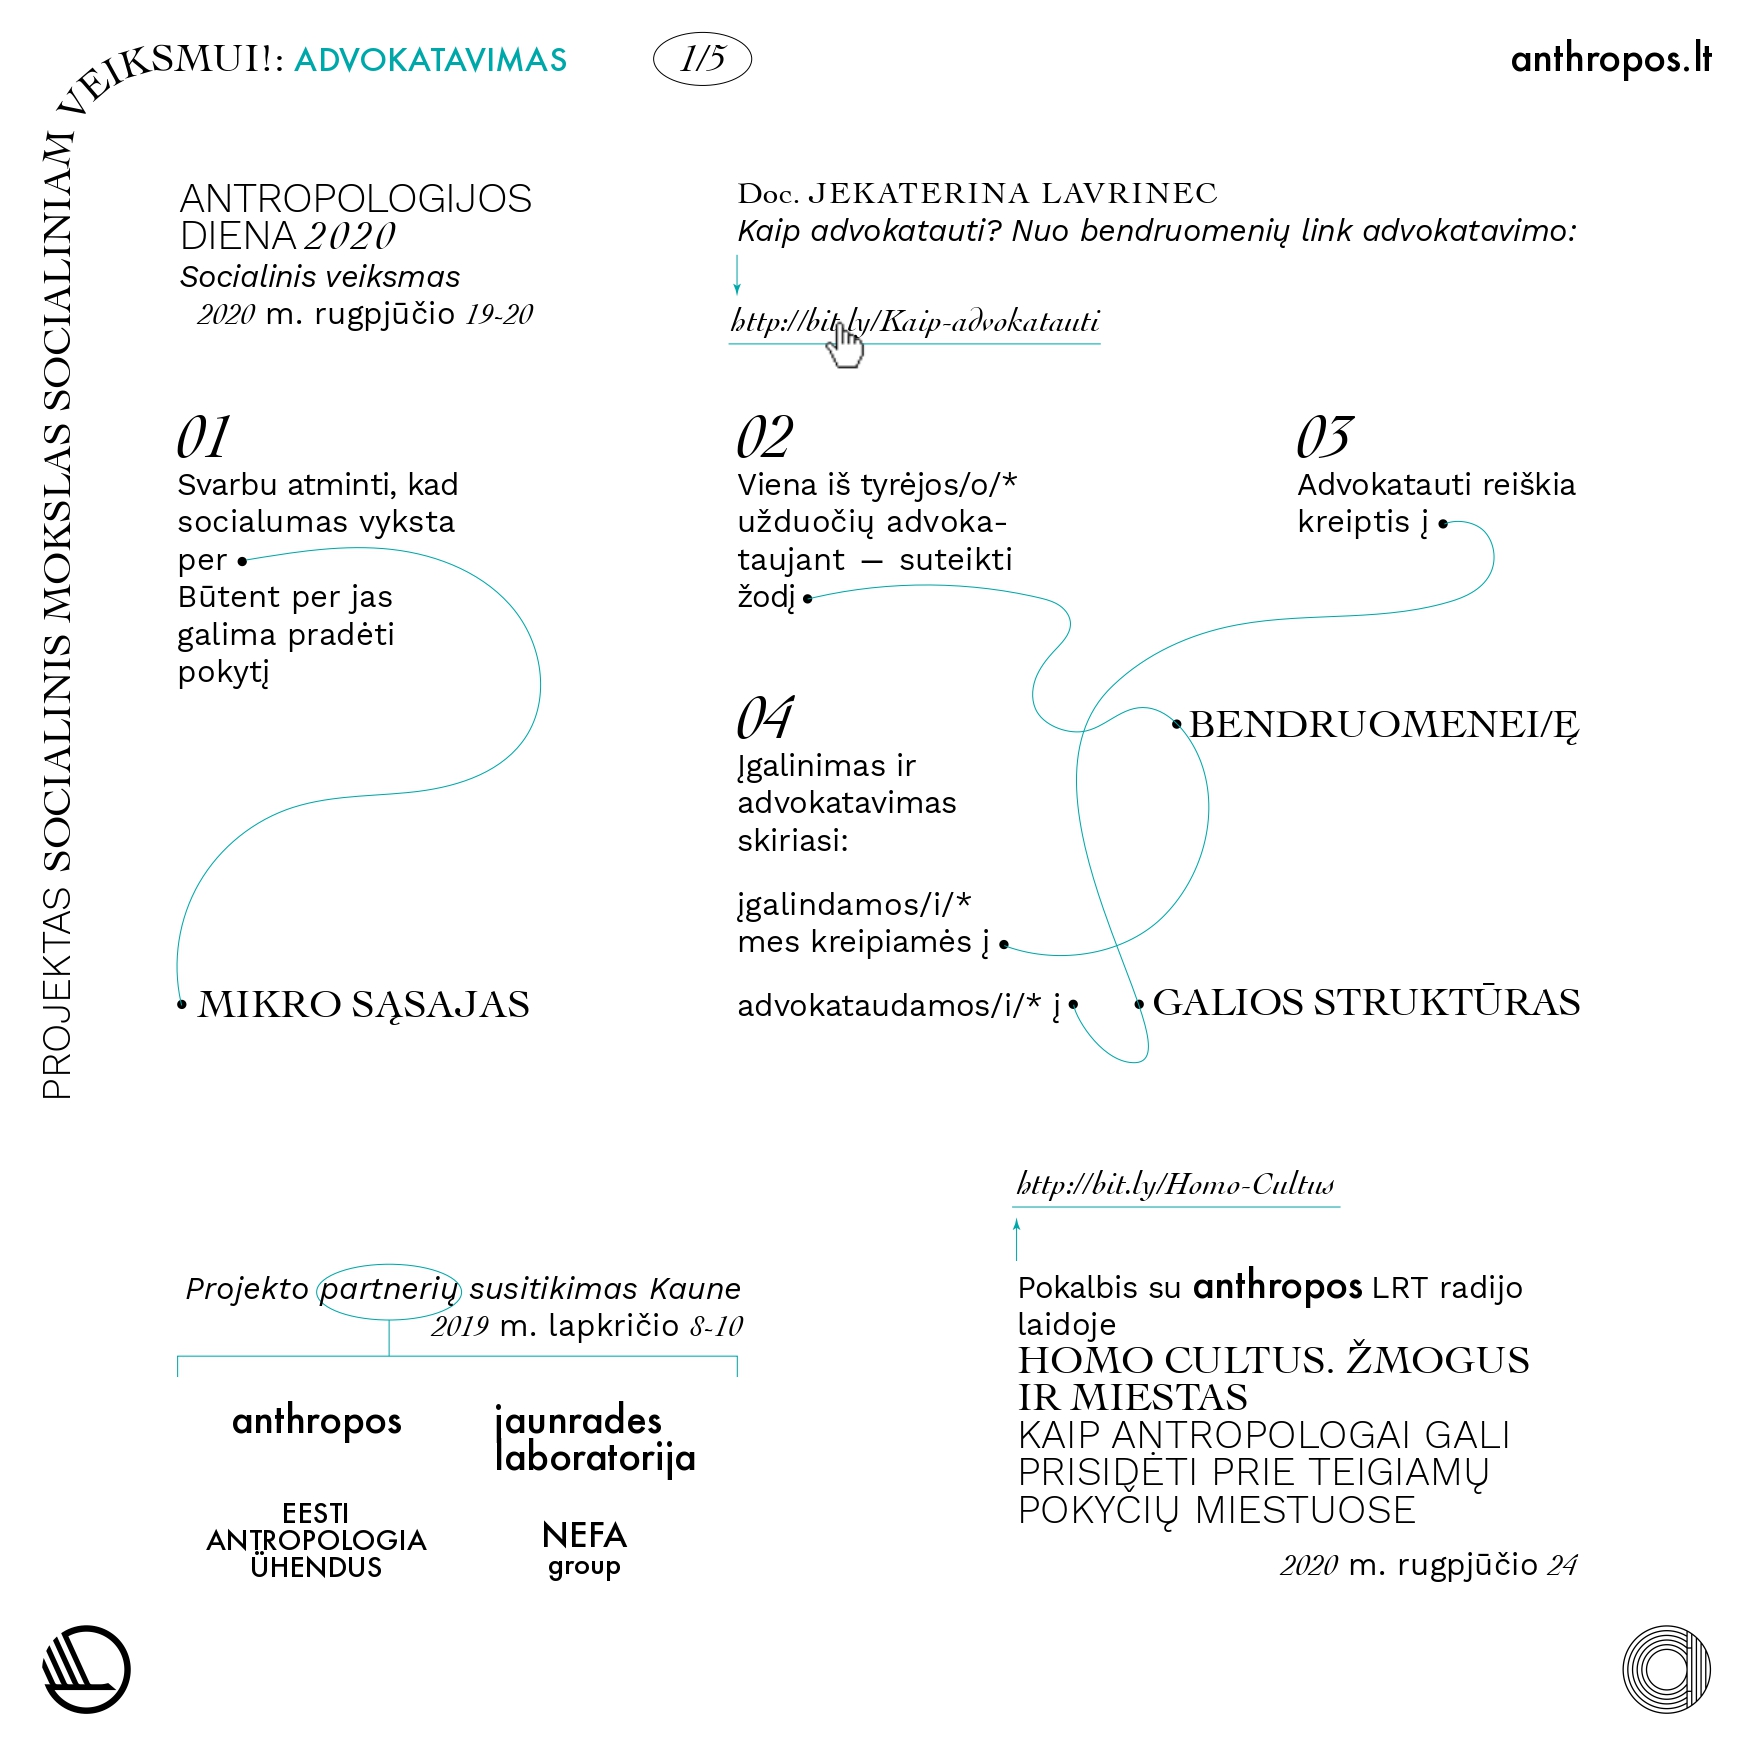 PROJEKTAS SOCIALINIS MOKSLAS SOCIALINIAM VEIKSMUI!: ADVOKATAVIMAS
1/5
anthropos.lt
ANTROPOLOGIJOS
DIENA 2020
Socialinis veiksmas
2020 m. rugpjūčio 19-20
Doc. JEKATERINA LAVRINEC
Kaip advokatauti? Nuo bendruomenių link advokatavimo:
http://bit.ly/Kaip-advokatauti
01
Svarbu atminti, kad
socialumas vyksta
per
Būtent per jas
galima pradėti
pokytį
MIKRO SĄSAJAS
02
Viena iš tyrėjos/o/*
užduočių advoka-
taujant – suteikti
žodį
03
Advokatauti reiškia
kreiptis į
BENDRUOMENEI/Ę
04
Įgalinimas ir
advokatavimas
skiriasi:
įgalindamos/i/*
mes kreipiamės į
advokataudamos/i/* į
GALIOS STRUKTŪRAS
http://bit.ly/Homo-Cultus
Pokalbis su anthropos LRT radijo
laidoje
HOMO CULTUS. ŽMOGUS
IR MIESTAS
KAIP ANTROPOLOGAI GALI
PRISIDĖTI PRIE TEIGIAMŲ
POKYČIŲ MIESTUOSE
2020 m. rugpjūčio 24
Projekto partnerių susitikimas Kaune
2019 m. lapkričio 8-10
anthropos
jaunrades
laboratorija
EESTI
ANTROPOLOGIA
ÜHENDUS
NEFA
group